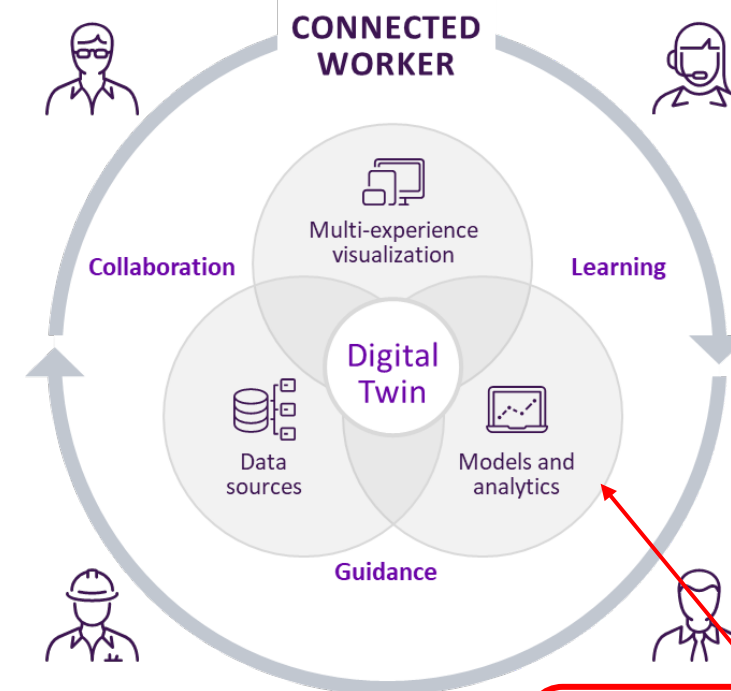 CONNECTED
WORKER
Multi-experience
visualization
Collaboration
Learning
Digital
Twin
Data
sources
Models and
analytics
Guidance